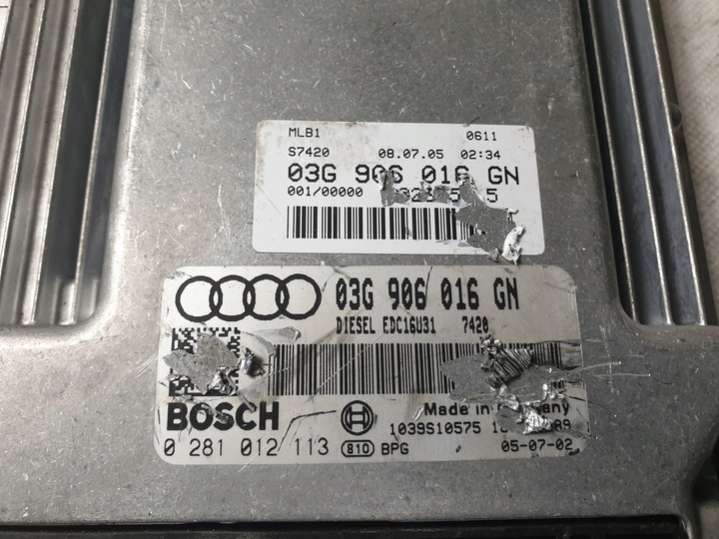 MLB1 0611
S7420 08.07.05 02:34
03G 906 016 GN
001/00000
03G 906 016 GN
DIESEL EDC16U31 7420
BOSCH
Made in
1039S10575
0 281 012 113 810 BPG 05-07-02